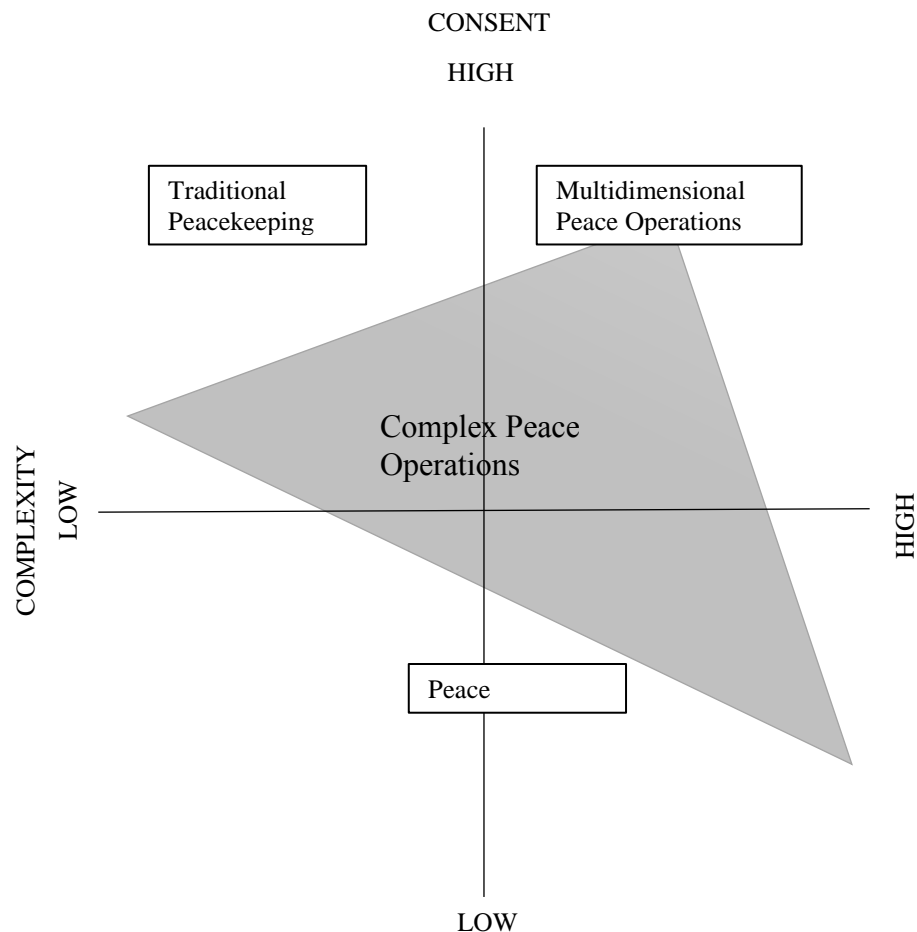 CONSENT
HIGH
Traditional
Peacekeeping
Multidimensional
Peace Operations
Complex Peace
Operations
COMPLEXITY
LOW
HIGH
Peace
LOW